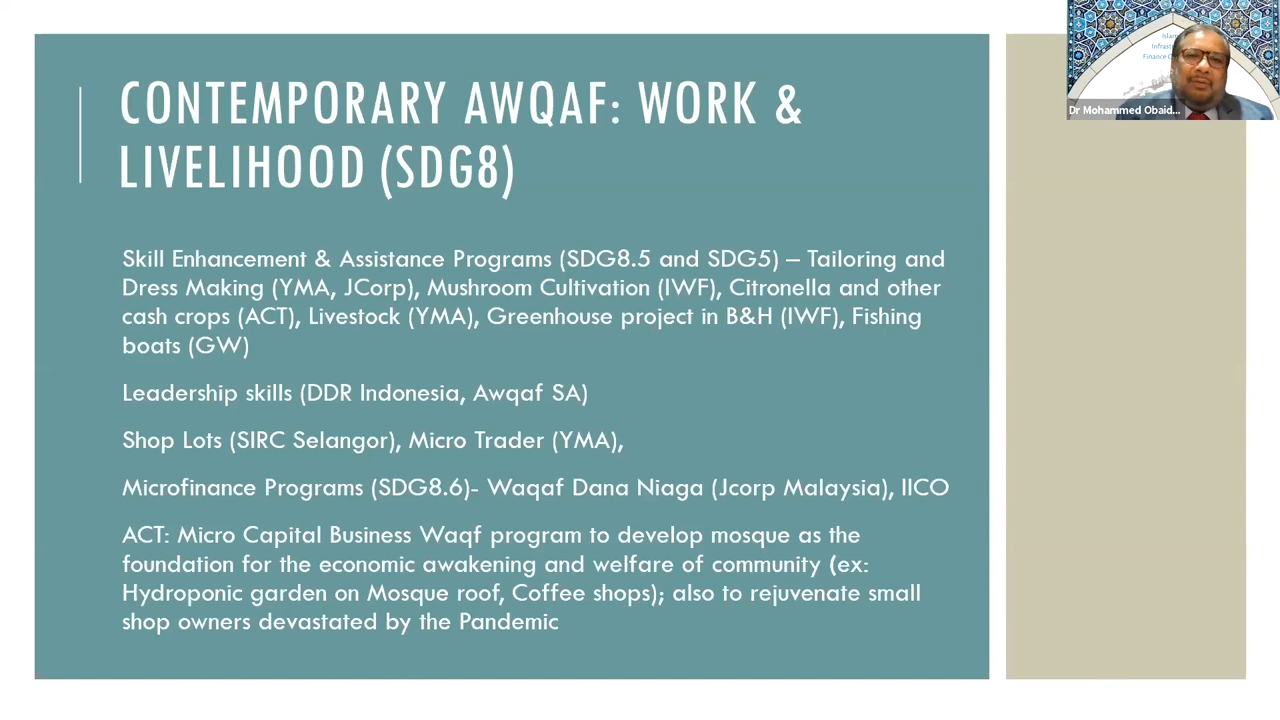 CONTEMPORARY AWQAF: WORK &
LIVELIHOOD (SDG8)
Skill Enhancement & Assistance Programs (SDG8.5 and SDG5) – Tailoring and
Dress Making (YMA, JCorp), Mushroom Cultivation (IWF), Citronella and other
cash crops (ACT), Livestock (YMA), Greenhouse project in B&H (IWF), Fishing
boats (GW)
Leadership skills (DDR Indonesia, Awqaf SA)
Shop Lots (SIRC Selangor), Micro Trader (YMA),
Microfinance Programs (SDG8.6)- Waqaf Dana Niaga (Jcorp Malaysia), IICO
ACT: Micro Capital Business Waqf program to develop mosque as the
foundation for the economic awakening and welfare of community (ex:
Hydroponic garden on Mosque roof, Coffee shops); also to rejuvenate small
shop owners devastated by the Pandemic
Finance
Dr Mohammed Obaid...